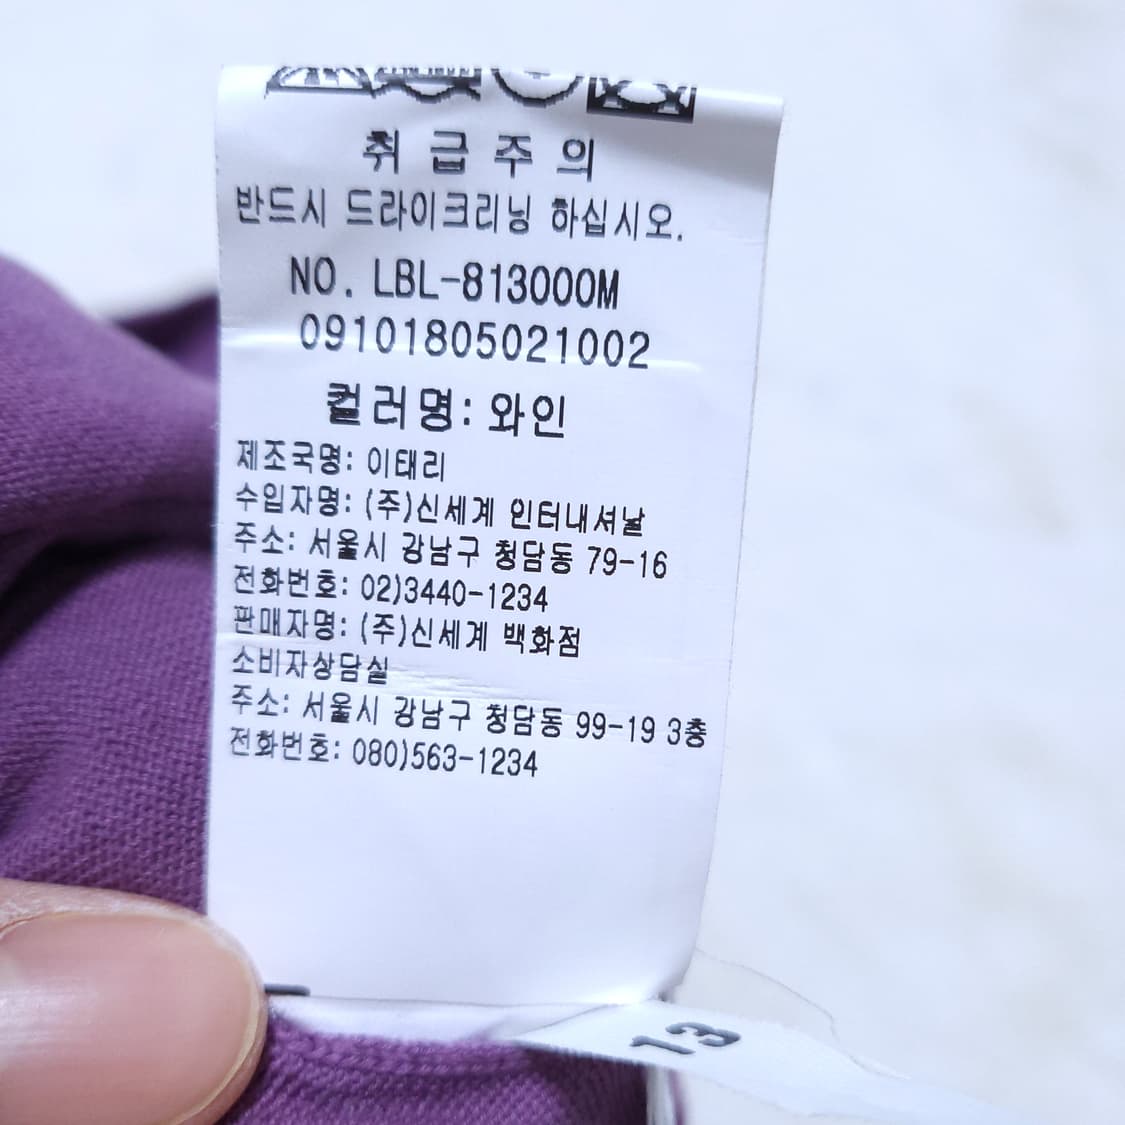 취급주의
반드시 드라이크리닝 하십시오.
NO. LBL-813000M
09101805021002
컬러명: 와인
제조국명: 이태리
수입자명: (주)신세계 인터내셔날
주소: 서울시 강남구 청담동 79-16
전화번호: 02)3440-1234
판매자명: (주)신세계 백화점
소비자상담실
주소: 서울시 강남구 청담동 99-19 3층
전화번호: 080)563-1234
13